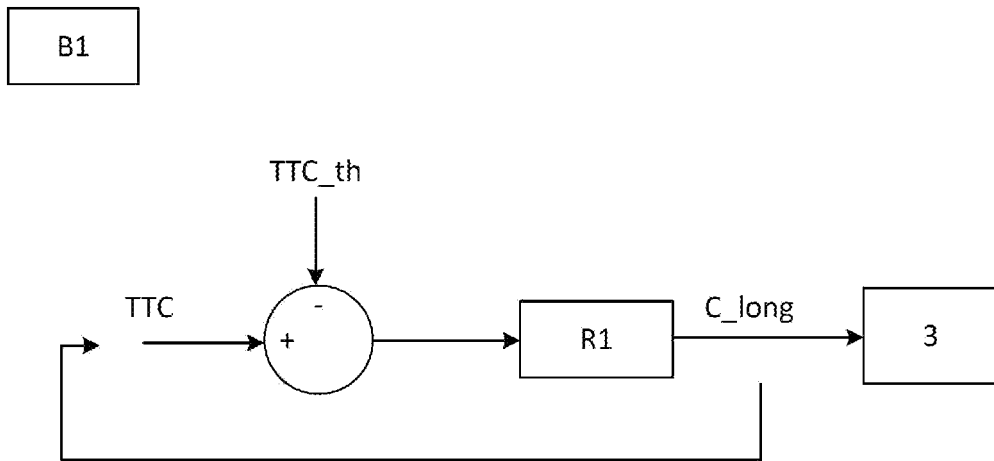 B1
TTC_th
-
TTC
+
R1
C_long
3